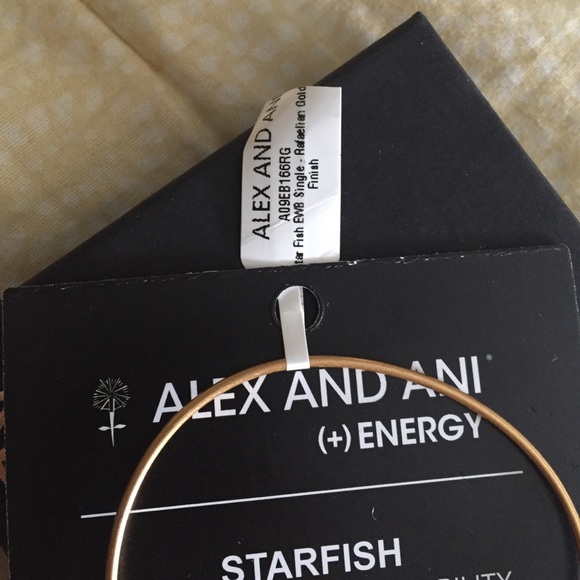 ALEX AND ANI
A09EB166RG
Fish EWB Single - Rafaelian Gold
Finish
ALEX AND ANI®
(+) ENERGY
STARFISH